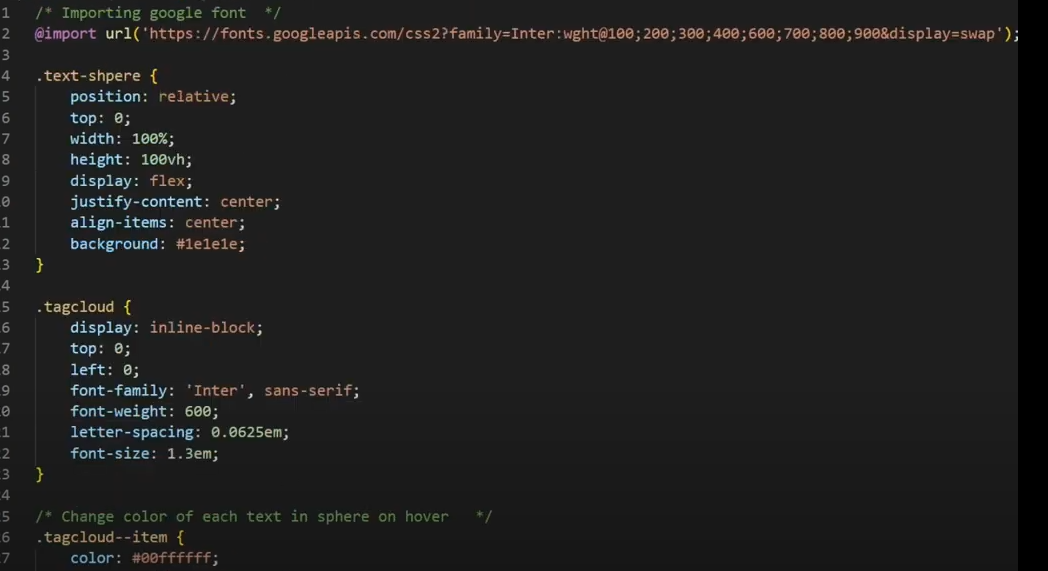 1 /* Importing google font */
2 @import url('https://fonts.googleapis.com/css2?family=Inter:wght@100;200;300;400;600;700;800;900&display=swap');
3
4 .text-shpere {
5 position: relative;
6 top: 0;
7 width: 100%;
8 height: 100vh;
9 display: flex;
0 justify-content: center;
1 align-items: center;
2 background: #1e1e1e;
3 }
4
5 .tagcloud {
6 display: inline-block;
7 top: 0;
8 left: 0;
9 font-family: 'Inter', sans-serif;
0 font-weight: 600;
1 letter-spacing: 0.0625em;
2 font-size: 1.3em;
3 }
4
5 /* Change color of each text in sphere on hover */
6 .tagcloud--item {
7 color: #00ffffff;